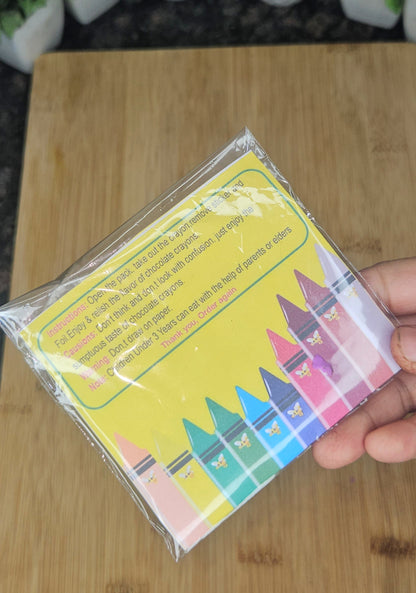 Instructions: Open the pack, take out the crayon remove sticker and
Foil Enjoy & relish the flavor of chocolate crayons.
Cautions: Don't think and don't look with confusion, just enjoy the
sumptuous taste of chocolate crayons.
Warning: Don't draw on paper.
Note: Children Under 3 Years can eat with the help of parents or elders
Thank you, Order again